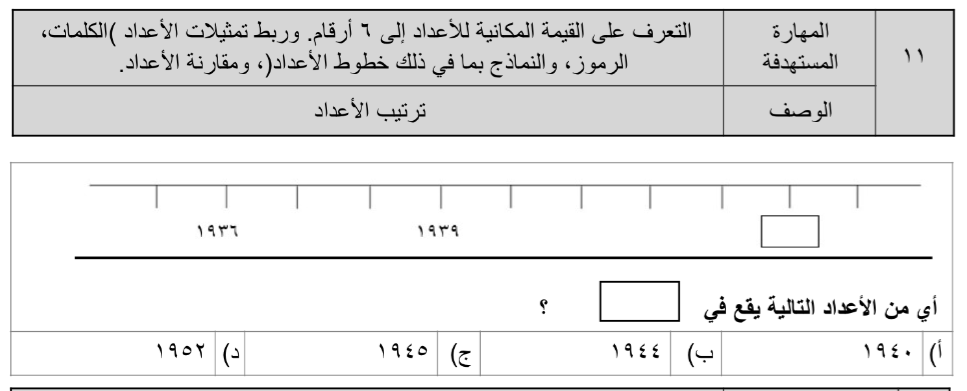 ١١
المهارة المستهدفة
التعرف على القيمة المكانية للأعداد إلى ٦ أرقام. وربط تمثيلات الأعداد )الكلمات، الرموز، والنماذج بما في ذلك خطوط الأعداد(، ومقارنة الأعداد.
الوصف
ترتيب الأعداد
١٩٣٦ ١٩٣٩
أي من الأعداد التالية يقع في ؟
أ) ١٩٤٠ ب) ١٩٤٤ ج) ١٩٤٥ د) ١٩٥٢